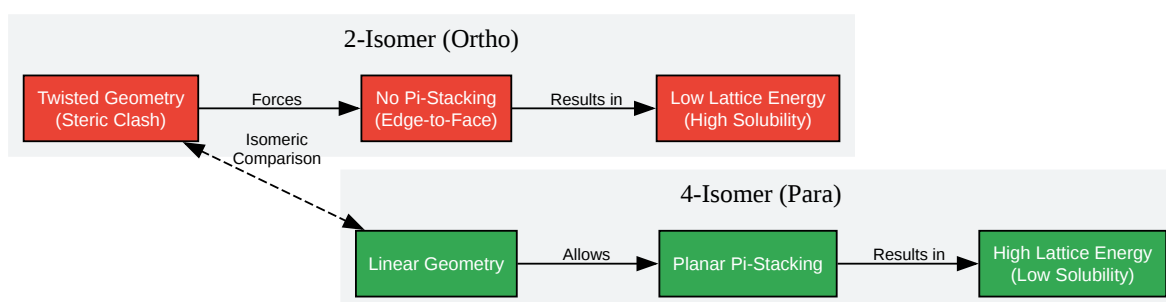 2-Isomer (Ortho)
Twisted Geometry
(Steric Clash)
Forces
No Pi-Stacking
(Edge-to-Face)
Results in
Low Lattice Energy
(High Solubility)
Isomeric
Comparison
4-Isomer (Para)
Linear Geometry
Allows
Planar Pi-Stacking
Results in
High Lattice Energy
(Low Solubility)